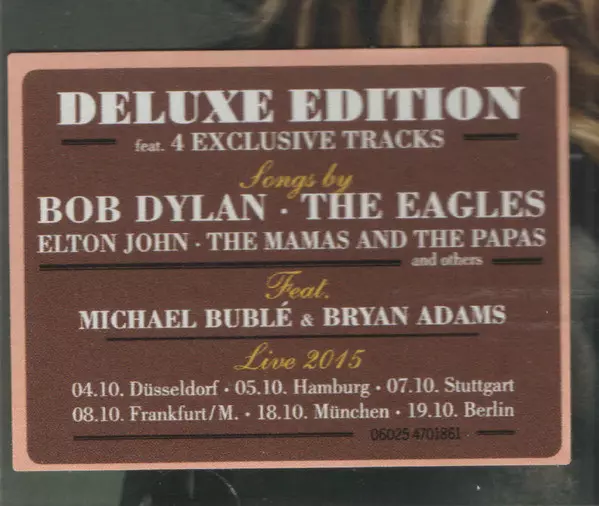 DELUXE EDITION
feat. 4 EXCLUSIVE TRACKS
Songs by
BOB DYLAN · THE EAGLES
ELTON JOHN · THE MAMAS AND THE PAPAS
and others
Feat.
MICHAEL BUBLÉ & BRYAN ADAMS
Live 2015
04.10. Düsseldorf · 05.10. Hamburg · 07.10. Stuttgart
08.10. Frankfurt/M. · 18.10. München · 19.10. Berlin
06025 4701861